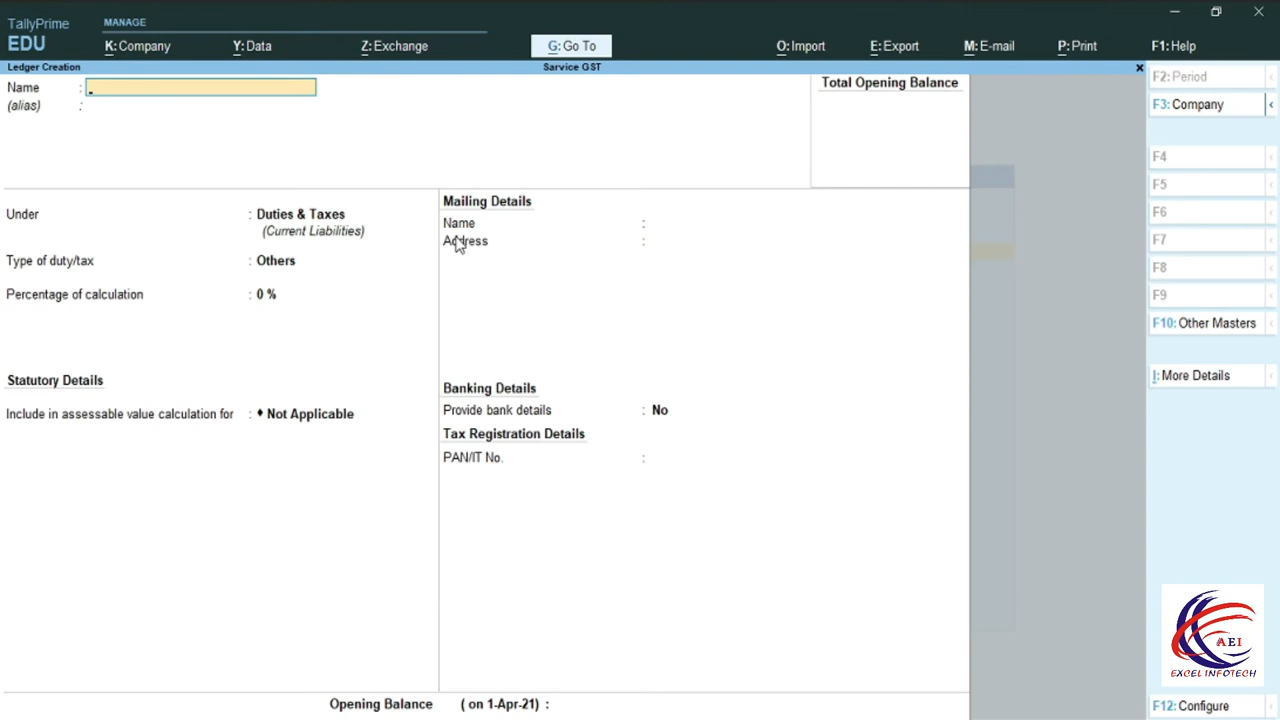 TallyPrime
EDU
MANAGE
K: Company
Y: Data
Z: Exchange
G: Go To
O: Import
E: Export
M: E-mail
P: Print
F1: Help
Ledger Creation
Sarvice GST
Name :
(alias) :
Total Opening Balance
Under : Duties & Taxes
(Current Liabilities)
Type of duty/tax : Others
Percentage of calculation : 0 %
Statutory Details
Include in assessable value calculation for : ♦ Not Applicable
Mailing Details
Name :
Address :
Banking Details
Provide bank details : No
Tax Registration Details
PAN/IT No. :
Opening Balance ( on 1-Apr-21) :
F2: Period
F3: Company
F4
F5
F6
F7
F8
F9
F10: Other Masters
I: More Details
AEI
EXCEL INFOTECH
F12: Configure